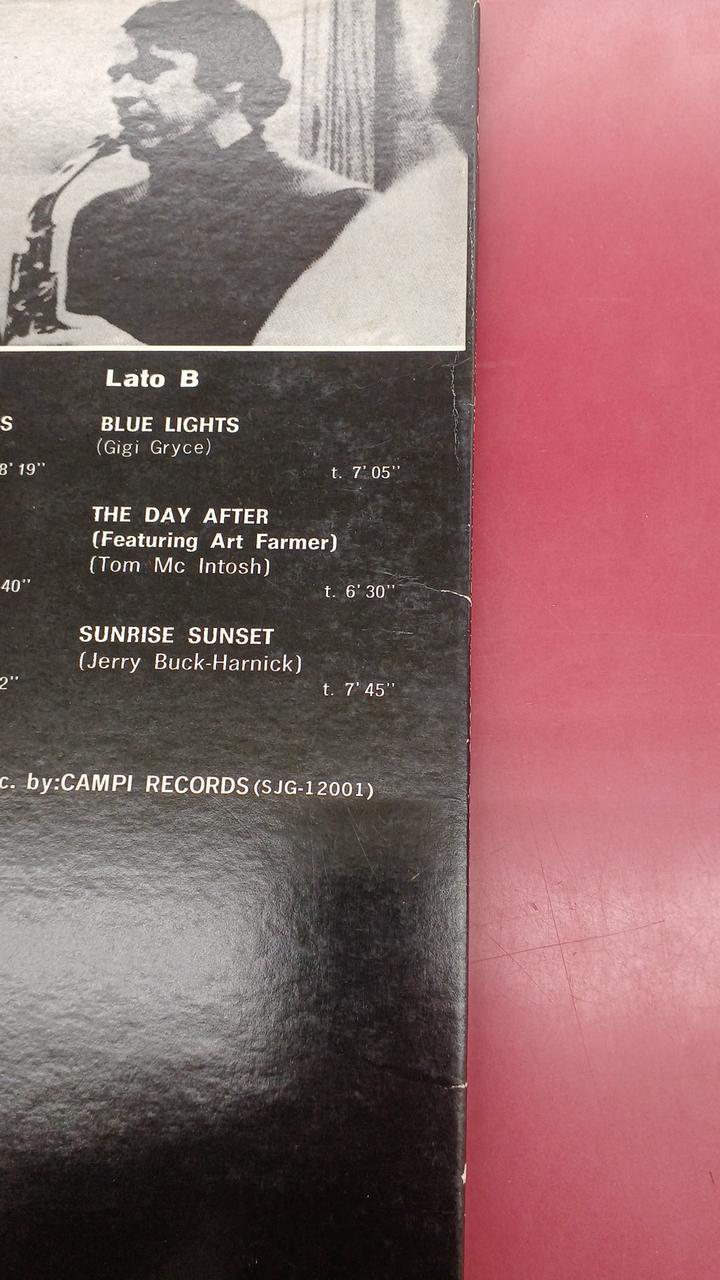 Lato B
S
BLUE LIGHTS
(Gigi Gryce)
8' 19''
t. 7' 05''
THE DAY AFTER
(Featuring Art Farmer)
(Tom Mc Intosh)
40''
t. 6' 30''
SUNRISE SUNSET
(Jerry Buck-Harnick)
2''
t. 7' 45''
c. by:CAMPI RECORDS (SJG-12001)